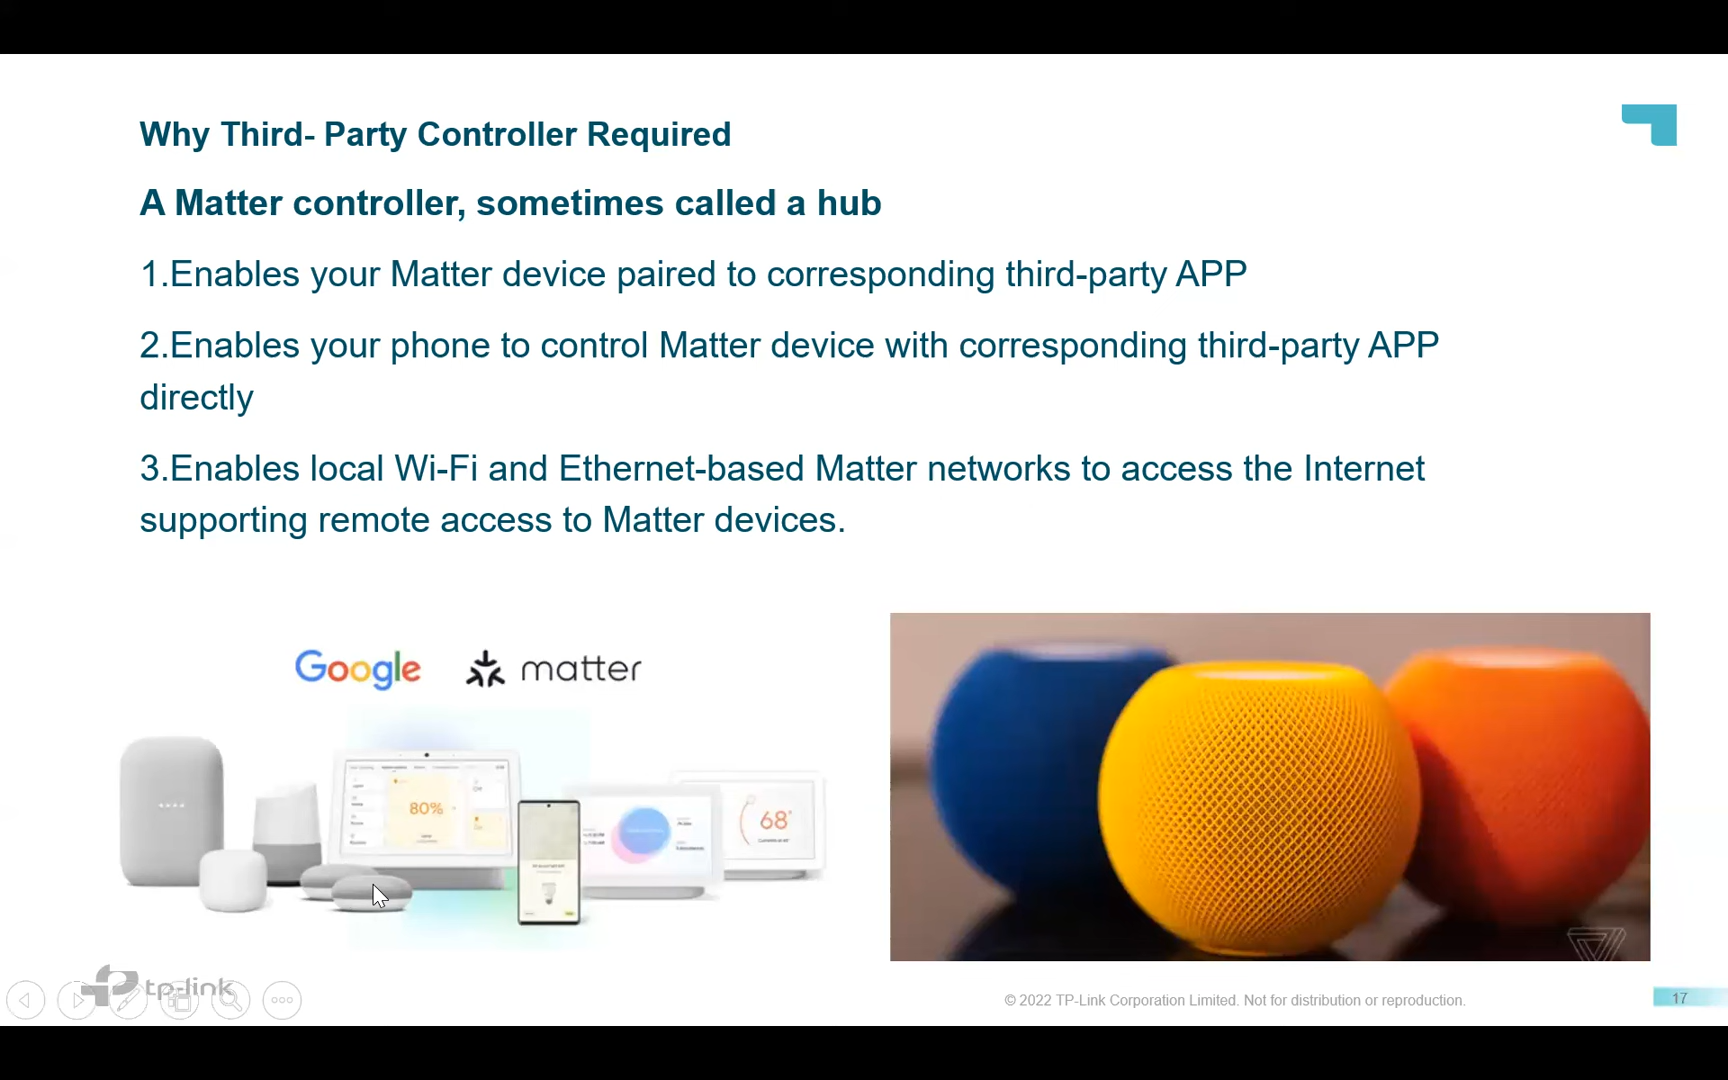 Why Third- Party Controller Required
A Matter controller, sometimes called a hub
1.Enables your Matter device paired to corresponding third-party APP
2.Enables your phone to control Matter device with corresponding third-party APP
directly
3.Enables local Wi-Fi and Ethernet-based Matter networks to access the Internet
supporting remote access to Matter devices.
Google matter
80%
68°
tp-link
© 2022 TP-Link Corporation Limited. Not for distribution or reproduction.
17